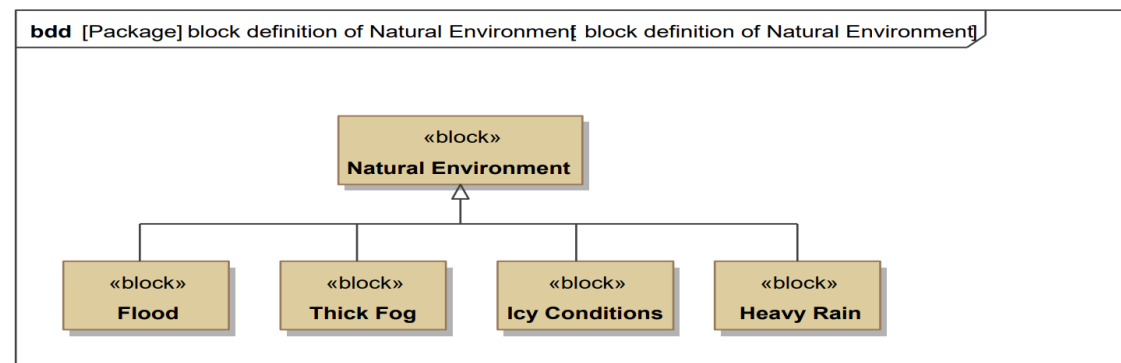 bdd [Package] block definition of Natural Environment[ block definition of Natural Environment]
«block»
Natural Environment
«block»
Flood
«block»
Thick Fog
«block»
Icy Conditions
«block»
Heavy Rain